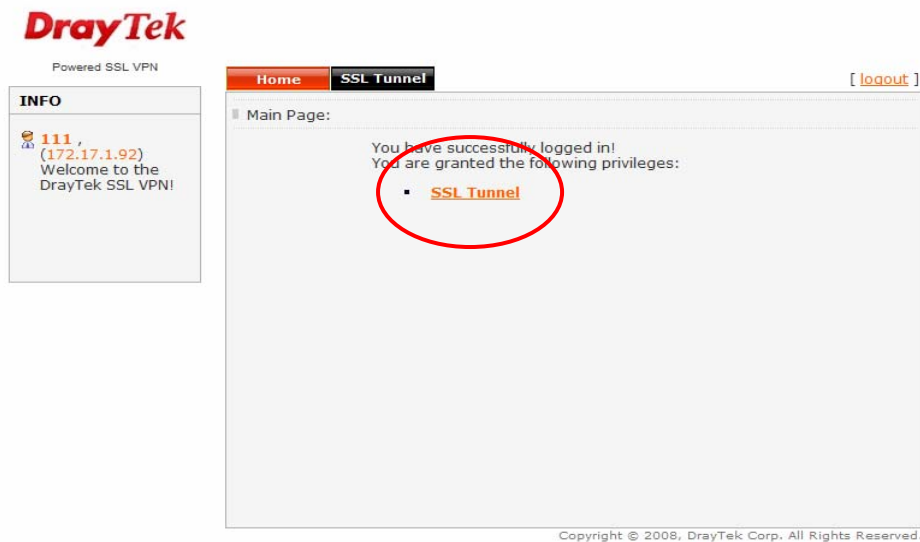 DrayTek
Powered SSL VPN
Home
SSL Tunnel
[ logout ]
INFO
111 ,
(172.17.1.92)
Welcome to the
DrayTek SSL VPN!
Main Page:
You have successfully logged in!
You are granted the following privileges:
SSL Tunnel
Copyright © 2008, DrayTek Corp. All Rights Reserved.